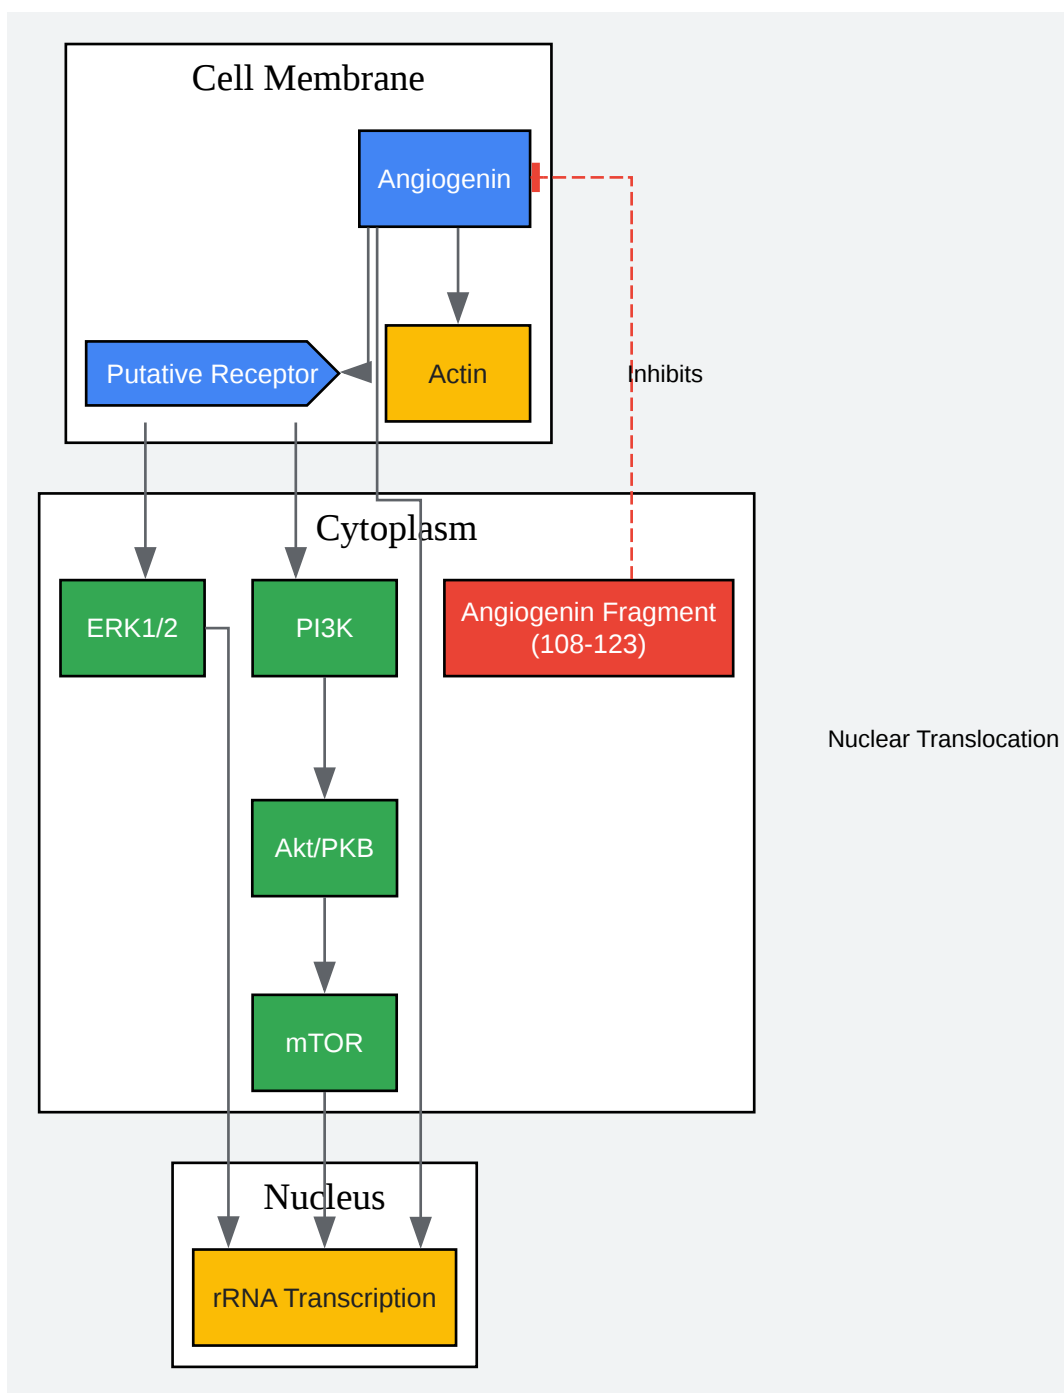 Cell Membrane
Angiogenin
Putative Receptor
Actin
Inhibits
Cytoplasm
ERK1/2
PI3K
Angiogenin Fragment
(108-123)
Nuclear Translocation
Akt/PKB
mTOR
Nucleus
rRNA Transcription